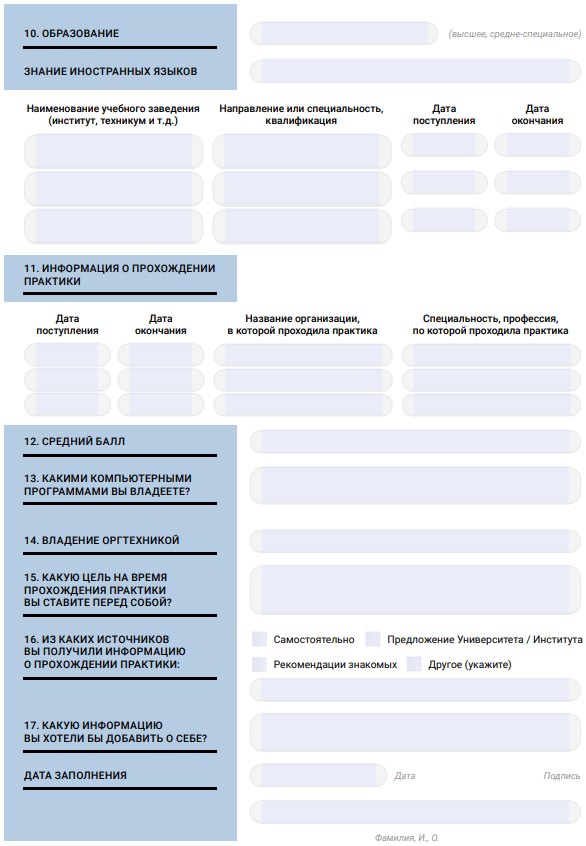 10. ОБРАЗОВАНИЕ
(высшее, средне-специальное)
ЗНАНИЕ ИНОСТРАННЫХ ЯЗЫКОВ
Наименование учебного заведения
(институт, техникум и т.д.)
Направление или специальность,
квалификация
Дата
поступления
Дата
окончания
11. ИНФОРМАЦИЯ О ПРОХОЖДЕНИИ
ПРАКТИКИ
Дата
поступления
Дата
окончания
Название организации,
в которой проходила практика
Специальность, профессия,
по которой проходила практика
12. СРЕДНИЙ БАЛЛ
13. КАКИМИ КОМПЬЮТЕРНЫМИ
ПРОГРАММАМИ ВЫ ВЛАДЕЕТЕ?
14. ВЛАДЕНИЕ ОРГТЕХНИКОЙ
15. КАКУЮ ЦЕЛЬ НА ВРЕМЯ
ПРОХОЖДЕНИЯ ПРАКТИКИ
ВЫ СТАВИТЕ ПЕРЕД СОБОЙ?
16. ИЗ КАКИХ ИСТОЧНИКОВ
ВЫ ПОЛУЧИЛИ ИНФОРМАЦИЮ
О ПРОХОЖДЕНИИ ПРАКТИКИ:
Самостоятельно Предложение Университета / Института
Рекомендации знакомых Другое (укажите)
17. КАКУЮ ИНФОРМАЦИЮ
ВЫ ХОТЕЛИ БЫ ДОБАВИТЬ О СЕБЕ?
ДАТА ЗАПОЛНЕНИЯ
Дата Подпись
Фамилия, И., О.